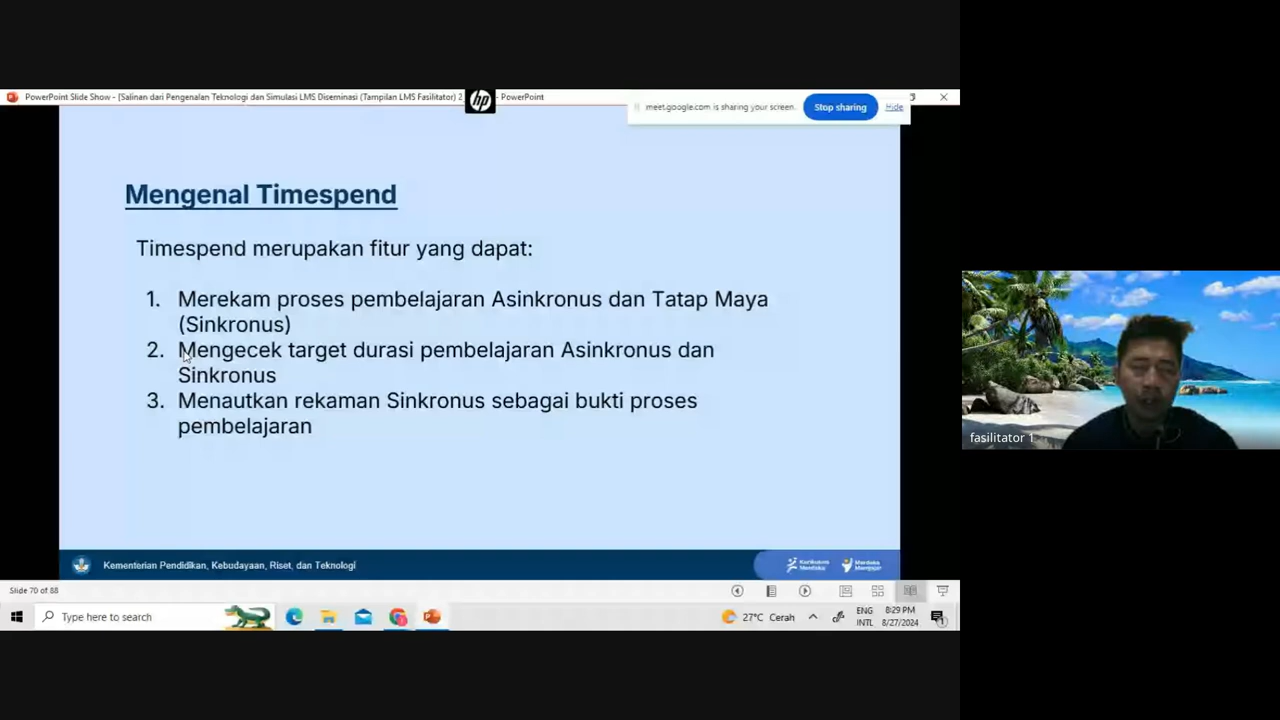 PowerPoint Slide Show - [Salinan dari Pengenalan Teknologi dan Simulasi LMS Diseminasi (Tampilan LMS Fasilitator) 2
hp
- PowerPoint
meet.google.com is sharing your screen.
Stop sharing
Hide
Mengenal Timespend
Timespend merupakan fitur yang dapat:
1. Merekam proses pembelajaran Asinkronus dan Tatap Maya
(Sinkronus)
2. Mengecek target durasi pembelajaran Asinkronus dan
Sinkronus
3. Menautkan rekaman Sinkronus sebagai bukti proses
pembelajaran
fasilitator 1
Kementerian Pendidikan, Kebudayaan, Riset, dan Teknologi
Kurikulum
Merdeka
Merdeka
Mengajar
Slide 70 of 88
Type here to search
27°C Cerah
ENG
INTL
8:29 PM
8/27/2024
1